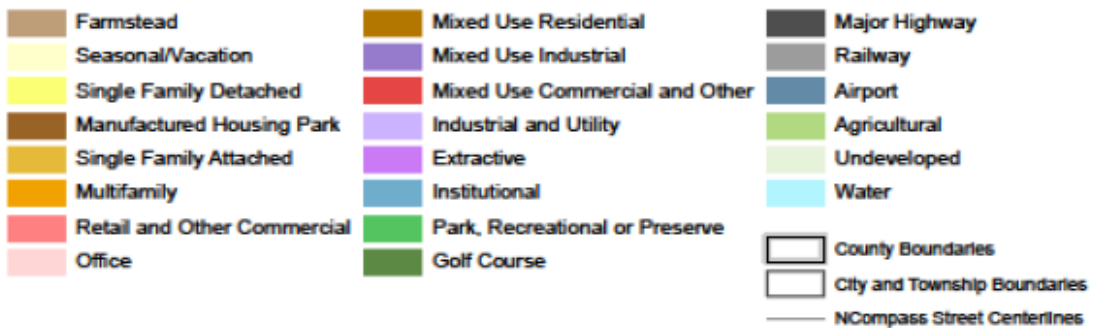 Farmstead
Seasonal/Vacation
Single Family Detached
Manufactured Housing Park
Single Family Attached
Multifamily
Retail and Other Commercial
Office
Mixed Use Residential
Mixed Use Industrial
Mixed Use Commercial and Other
Industrial and Utility
Extractive
Institutional
Park, Recreational or Preserve
Golf Course
Major Highway
Railway
Airport
Agricultural
Undeveloped
Water
County Boundaries
City and Township Boundaries
NCompass Street Centerlines